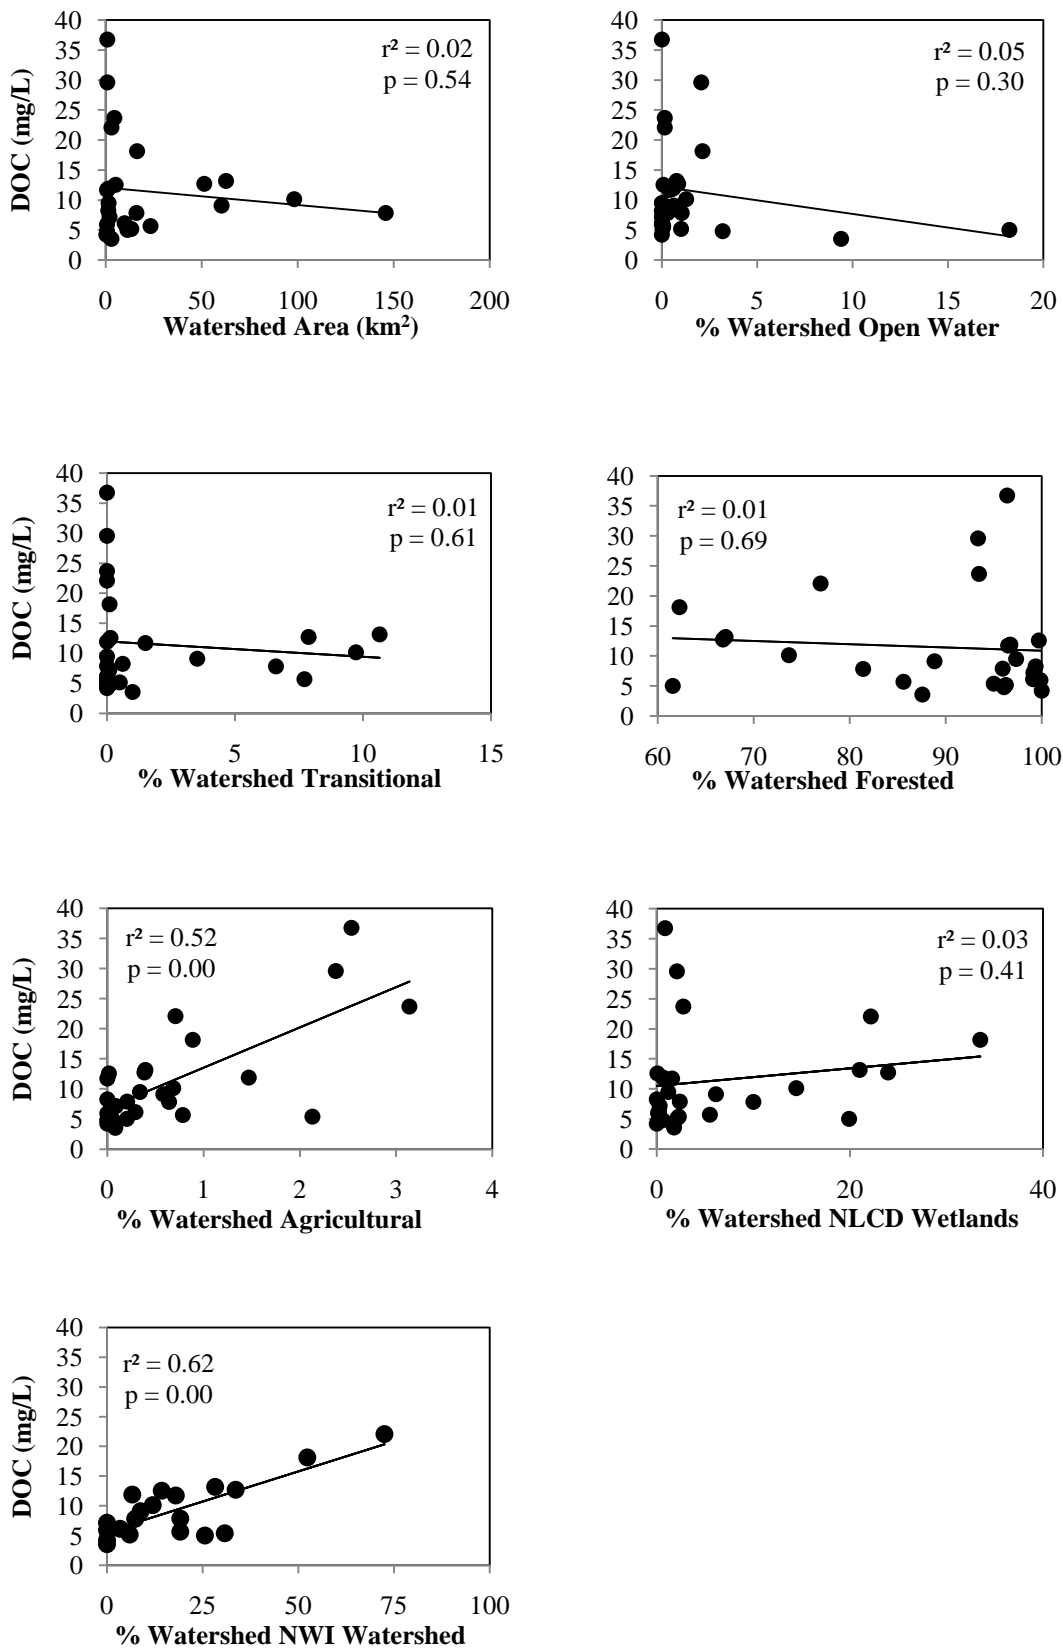 40
35
30
25
20
15
10
5
0
DOC (mg/L)
r² = 0.02
p = 0.54
0 50 100 150 200
Watershed Area (km²)
40
35
30
25
20
15
10
5
0
r² = 0.05
p = 0.30
0 5 10 15 20
% Watershed Open Water
40
35
30
25
20
15
10
5
0
DOC (mg/L)
r² = 0.01
p = 0.61
0 5 10 15
% Watershed Transitional
40
35
30
25
20
15
10
5
0
r² = 0.01
p = 0.69
60 70 80 90 100
% Watershed Forested
40
35
30
25
20
15
10
5
0
DOC (mg/L)
r² = 0.52
p = 0.00
0 1 2 3 4
% Watershed Agricultural
40
35
30
25
20
15
10
5
0
r² = 0.03
p = 0.41
0 20 40
% Watershed NLCD Wetlands
40
35
30
25
20
15
10
5
0
DOC (mg/L)
r² = 0.62
p = 0.00
0 25 50 75 100
% Watershed NWI Watershed